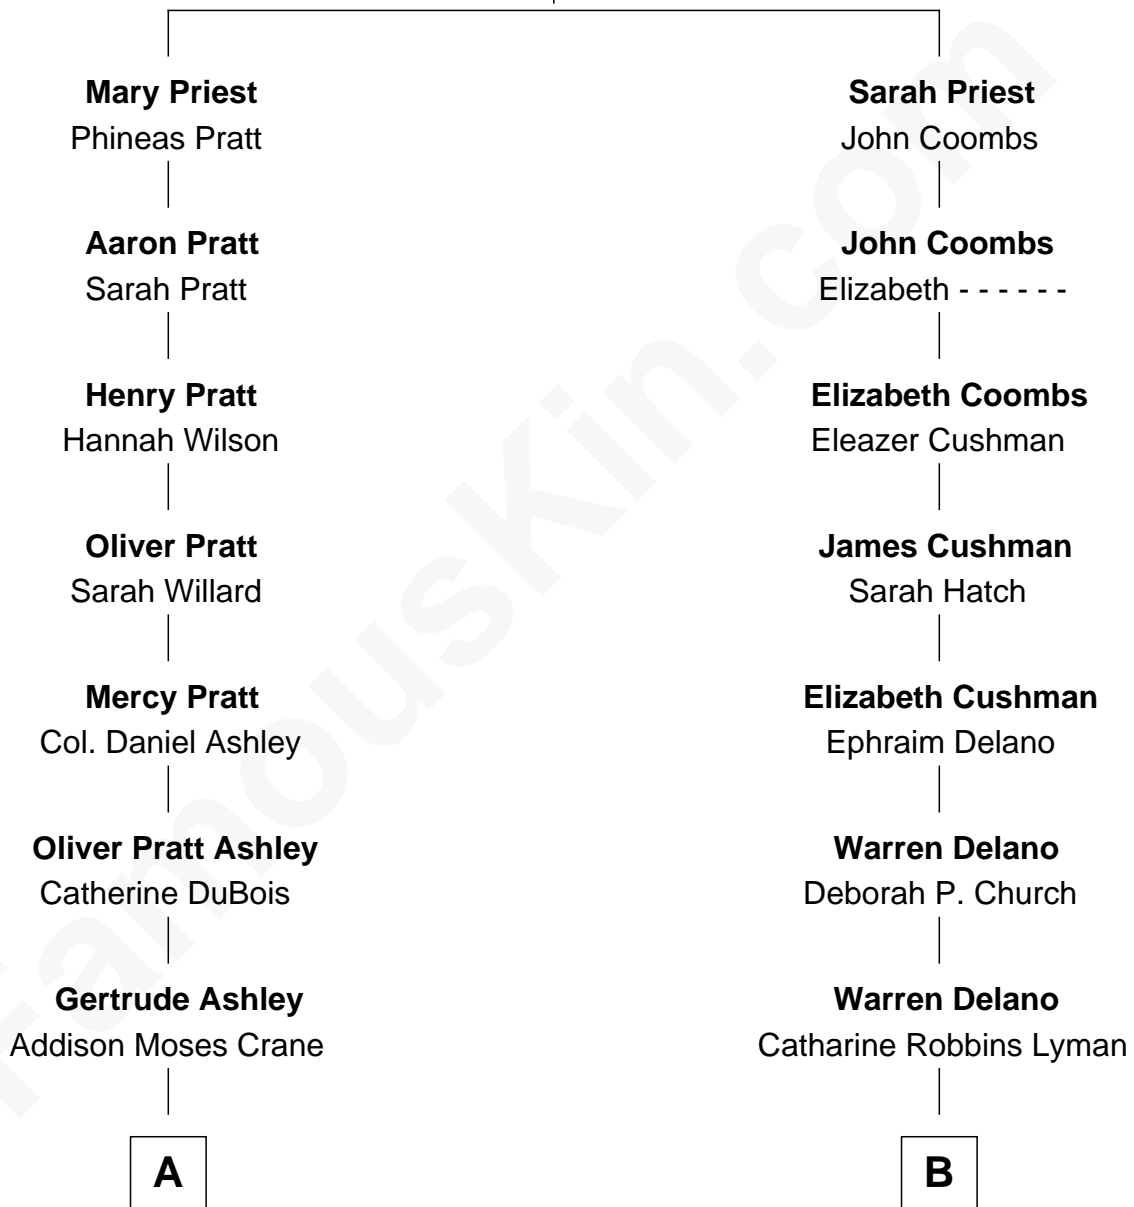 Mary Priest
Phineas Pratt
Sarah Priest
John Coombs
Aaron Pratt
Sarah Pratt
John Coombs
Elizabeth - - - - - -
Henry Pratt
Hannah Wilson
Elizabeth Coombs
Eleazer Cushman
Oliver Pratt
Sarah Willard
James Cushman
Sarah Hatch
Mercy Pratt
Col. Daniel Ashley
Elizabeth Cushman
Ephraim Delano
Oliver Pratt Ashley
Catherine DuBois
Warren Delano
Deborah P. Church
Gertrude Ashley
Addison Moses Crane
Warren Delano
Catharine Robbins Lyman
A
B
FamousKin.com